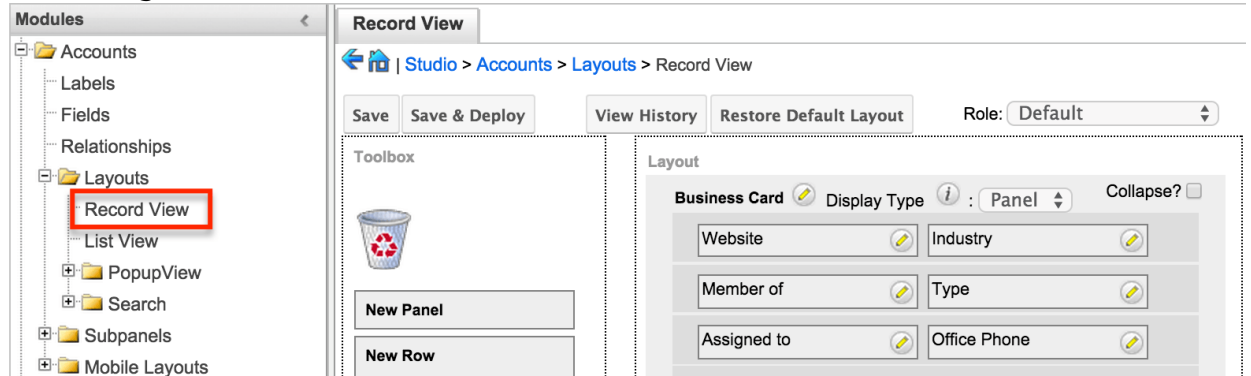 Modules
Accounts
Labels
Fields
Relationships
Layouts
Record View
List View
PopupView
Search
Subpanels
Mobile Layouts
Record View
| Studio > Accounts > Layouts > Record View
Save Save & Deploy View History Restore Default Layout Role: Default
Toolbox
New Panel
New Row
Layout
Business Card Display Type i : Panel Collapse?
Website Industry
Member of Type
Assigned to Office Phone